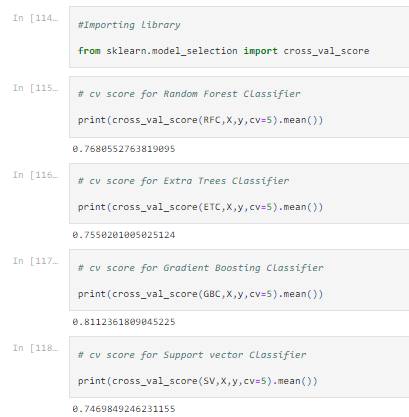 In [114…
#Importing library
from sklearn.model_selection import cross_val_score
In [115…
# cv score for Random Forest Classifier
print(cross_val_score(RFC,X,y,cv=5).mean())
0.7680552763819095
In [116…
# cv score for Extra Trees Classifier
print(cross_val_score(ETC,X,y,cv=5).mean())
0.7550201005025124
In [117…
# cv score for Gradient Boosting Classifier
print(cross_val_score(GBC,X,y,cv=5).mean())
0.8112361809045225
In [118…
# cv score for Support vector Classifier
print(cross_val_score(SV,X,y,cv=5).mean())
0.7469849246231155